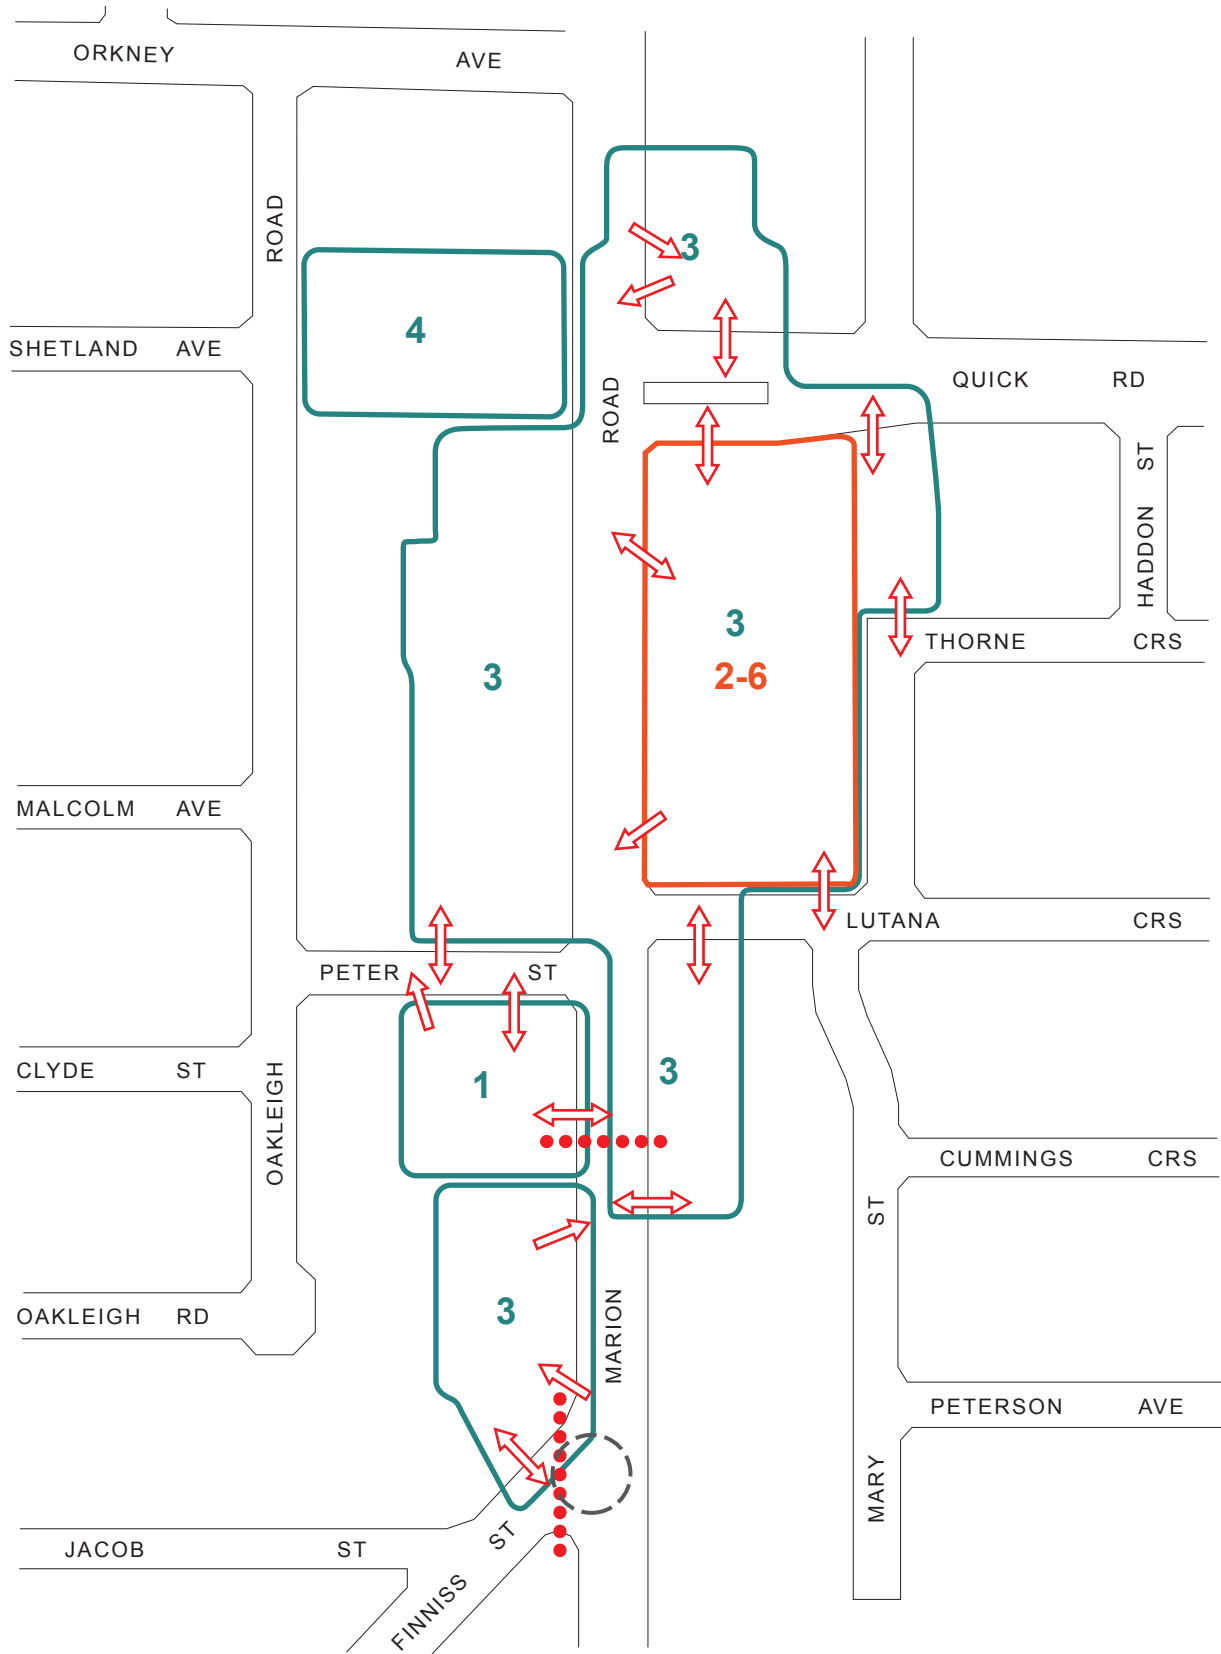 ORKNEY AVE
ROAD
3
4
SHETLAND AVE
QUICK RD
ROAD
HADDON ST
3
THORNE CRS
3
2-6
MALCOLM AVE
LUTANA CRS
PETER ST
CLYDE ST
1
3
OAKLEIGH
CUMMINGS CRS
ST
OAKLEIGH RD
3
MARION
PETERSON AVE
MARY
JACOB ST
FINNISS ST